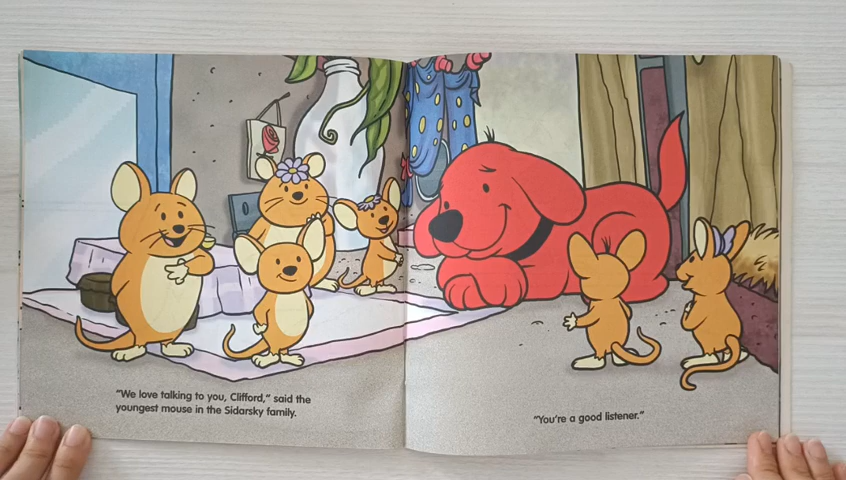 “We love talking to you, Clifford,” said the
youngest mouse in the Sidarsky family.
“You’re a good listener.”